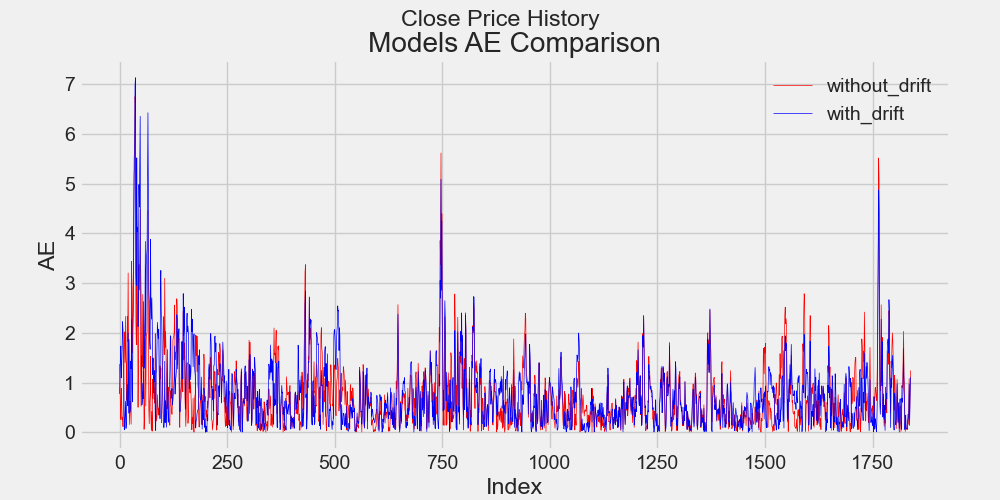 Close Price History
Models AE Comparison
without_drift
with_drift
AE
7
6
5
4
3
2
1
0
0 250 500 750 1000 1250 1500 1750
Index